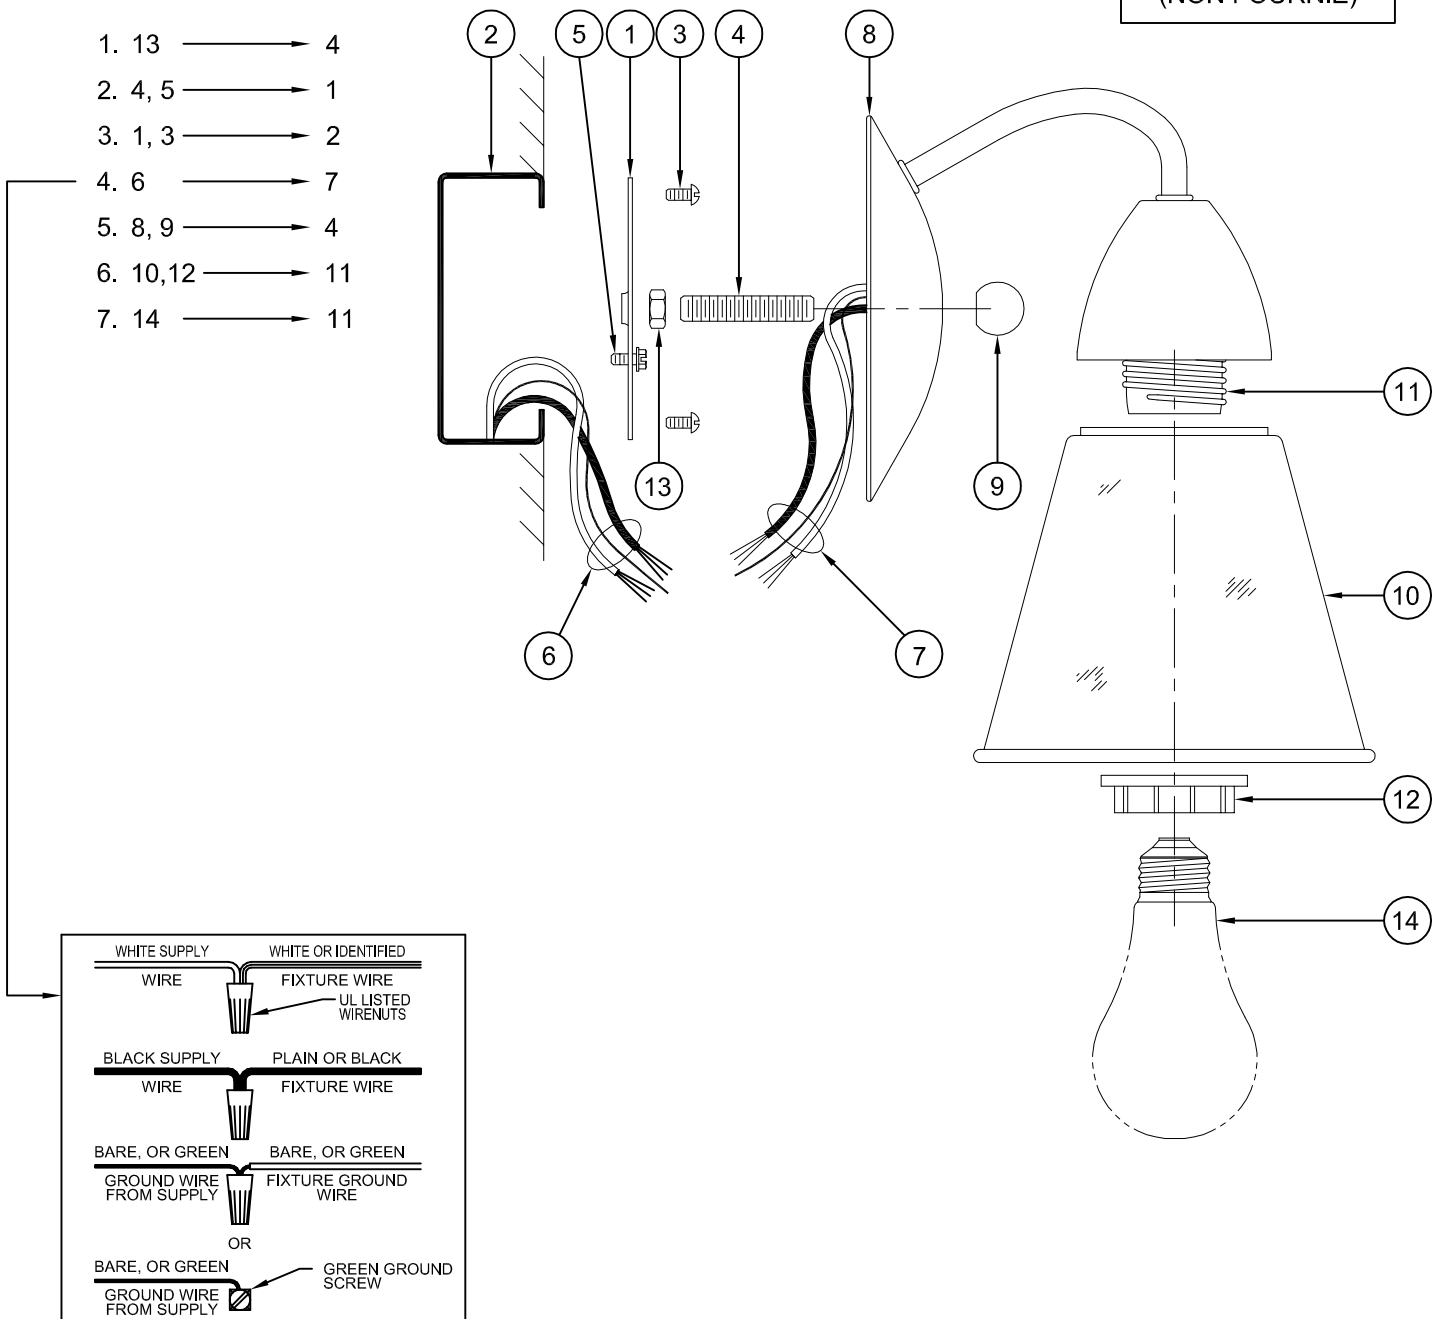 1. 13 → 4
2. 4, 5 → 1
3. 1, 3 → 2
4. 6 → 7
5. 8, 9 → 4
6. 10,12 → 11
7. 14 → 11
2
5
1
3
4
8
11
13
9
10
6
7
12
14
WHITE SUPPLY
WIRE
WHITE OR IDENTIFIED
FIXTURE WIRE
UL LISTED
WIRENUTS
BLACK SUPPLY
WIRE
PLAIN OR BLACK
FIXTURE WIRE
BARE, OR GREEN
GROUND WIRE
FROM SUPPLY
BARE, OR GREEN
FIXTURE GROUND
WIRE
OR
BARE, OR GREEN
GROUND WIRE
FROM SUPPLY
GREEN GROUND
SCREW